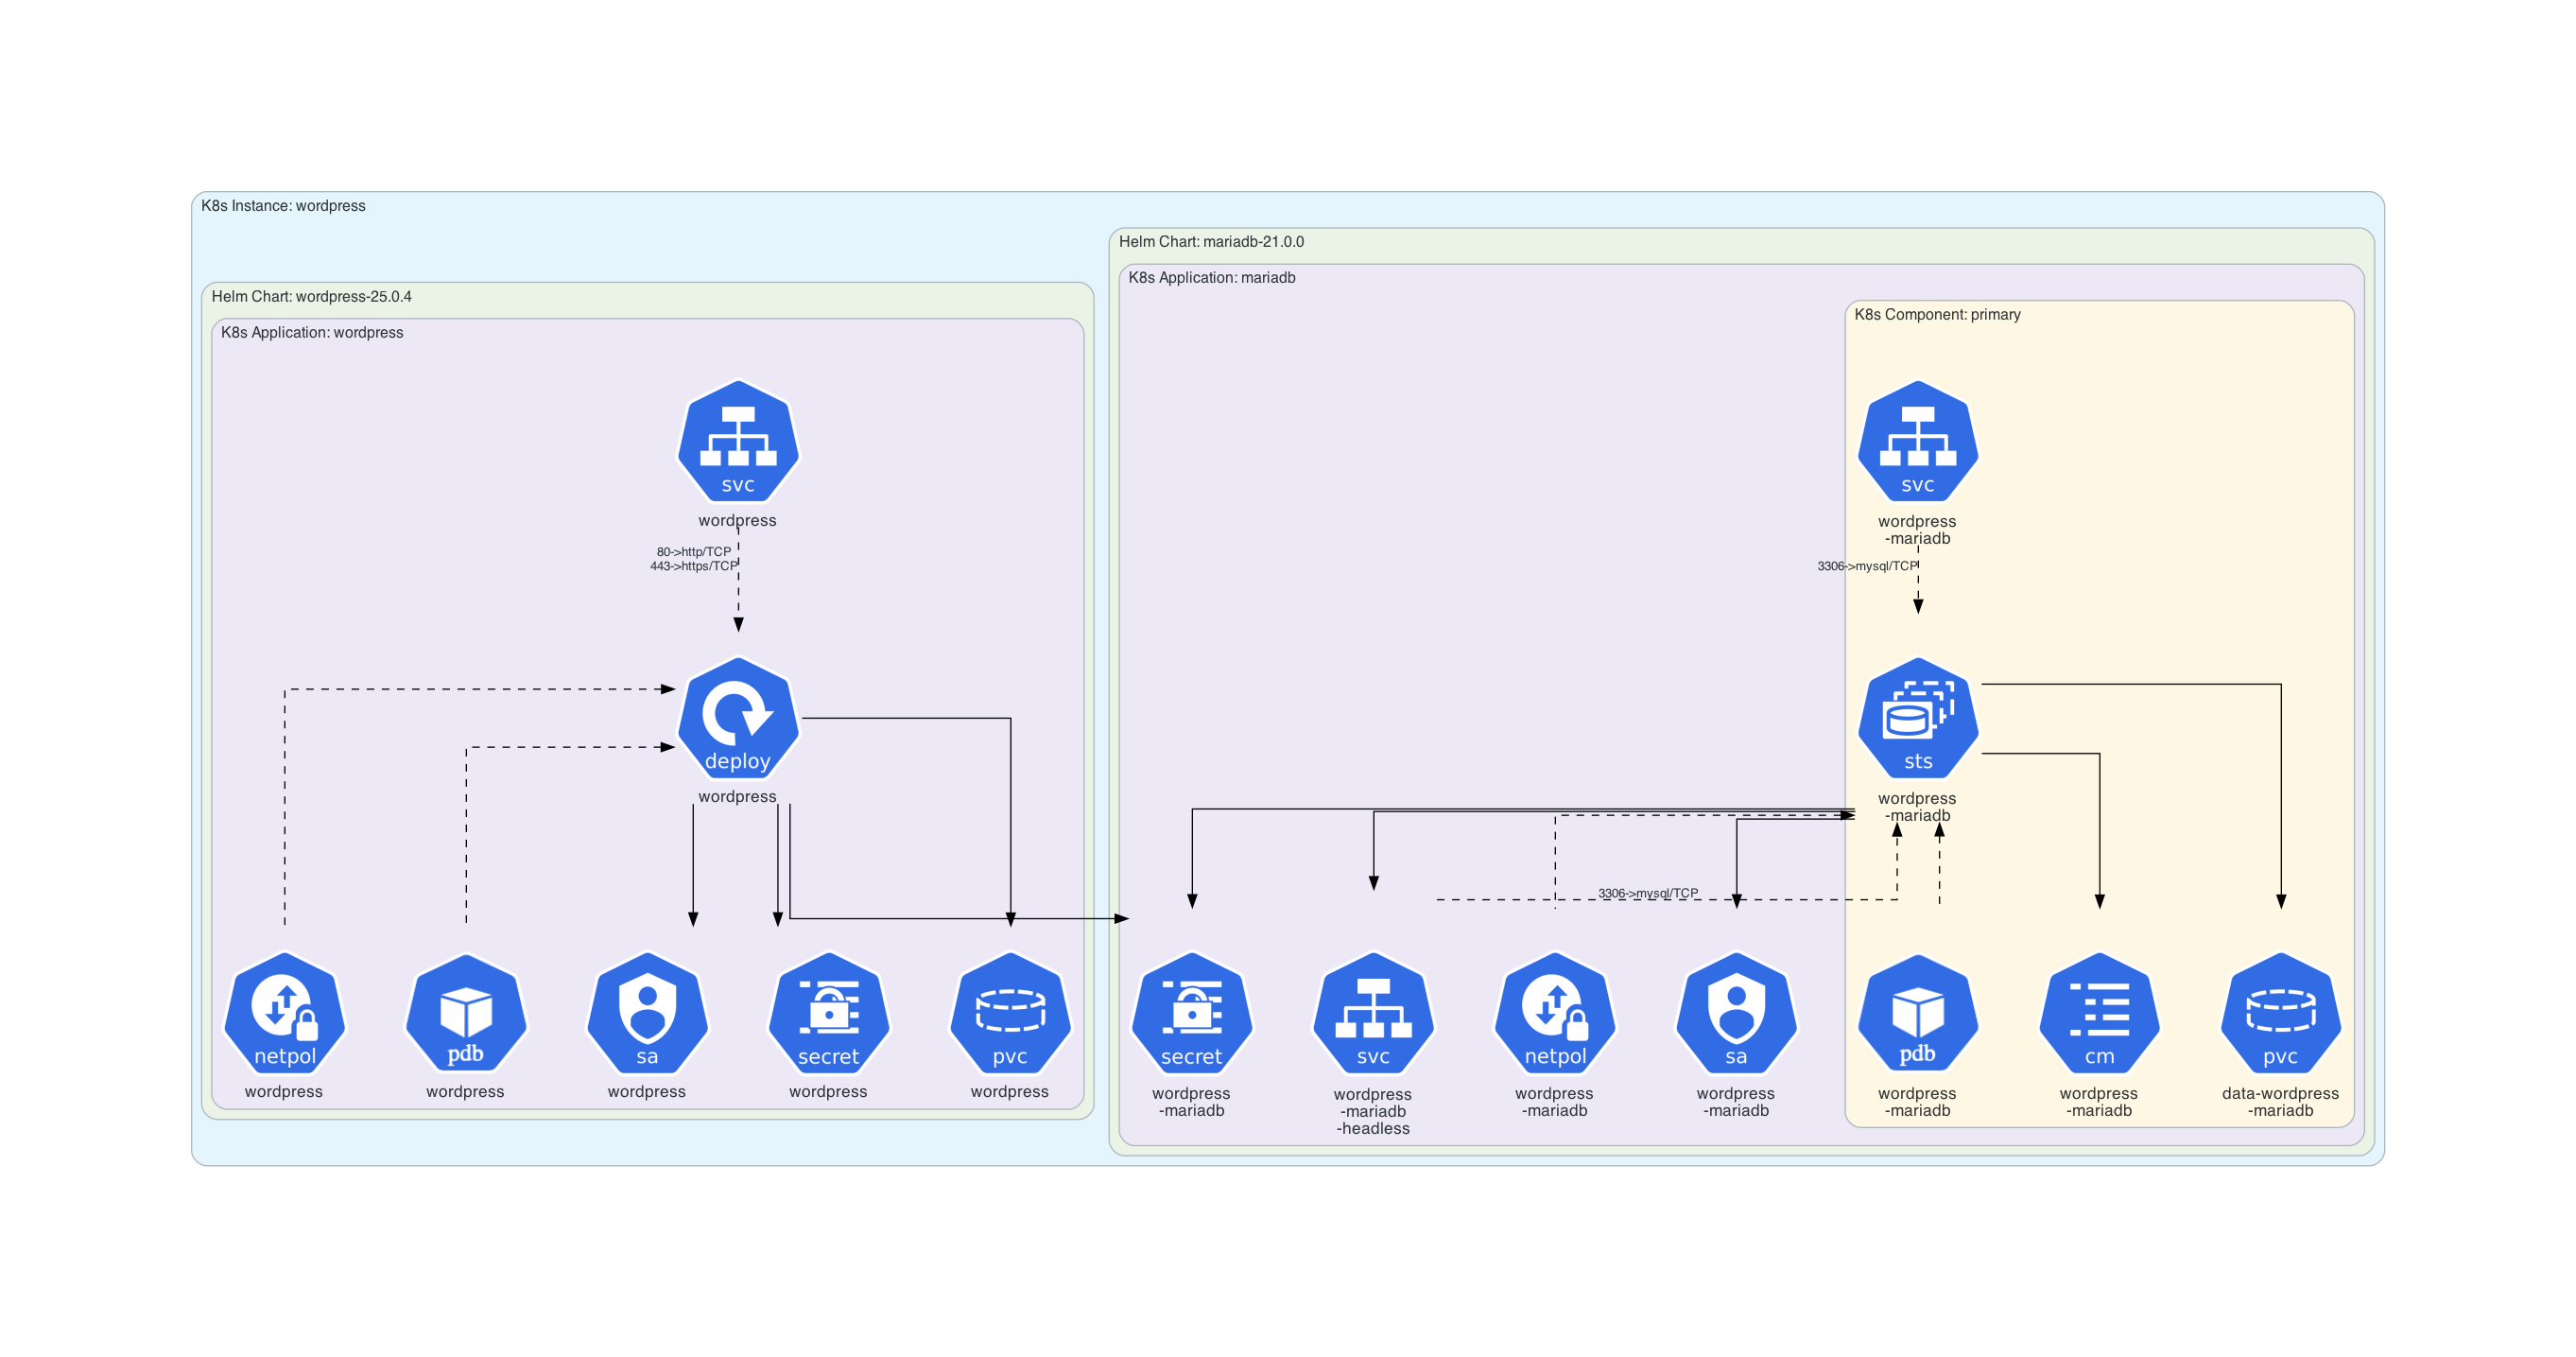 K8s Instance: wordpress
Helm Chart: mariadb-21.0.0
K8s Application: mariadb
Helm Chart: wordpress-25.0.4
K8s Component: primary
K8s Application: wordpress
svc
wordpress
80->http/TCP
443->https/TCP
svc
wordpress
-mariadb
3306->mysql/TCP
deploy
wordpress
sts
wordpress
-mariadb
3306->mysql/TCP
netpol
wordpress
pdb
wordpress
sa
wordpress
secret
wordpress
pvc
wordpress
secret
wordpress
-mariadb
svc
wordpress
-mariadb
-headless
netpol
wordpress
-mariadb
sa
wordpress
-mariadb
pdb
wordpress
-mariadb
cm
wordpress
-mariadb
pvc
data-wordpress
-mariadb